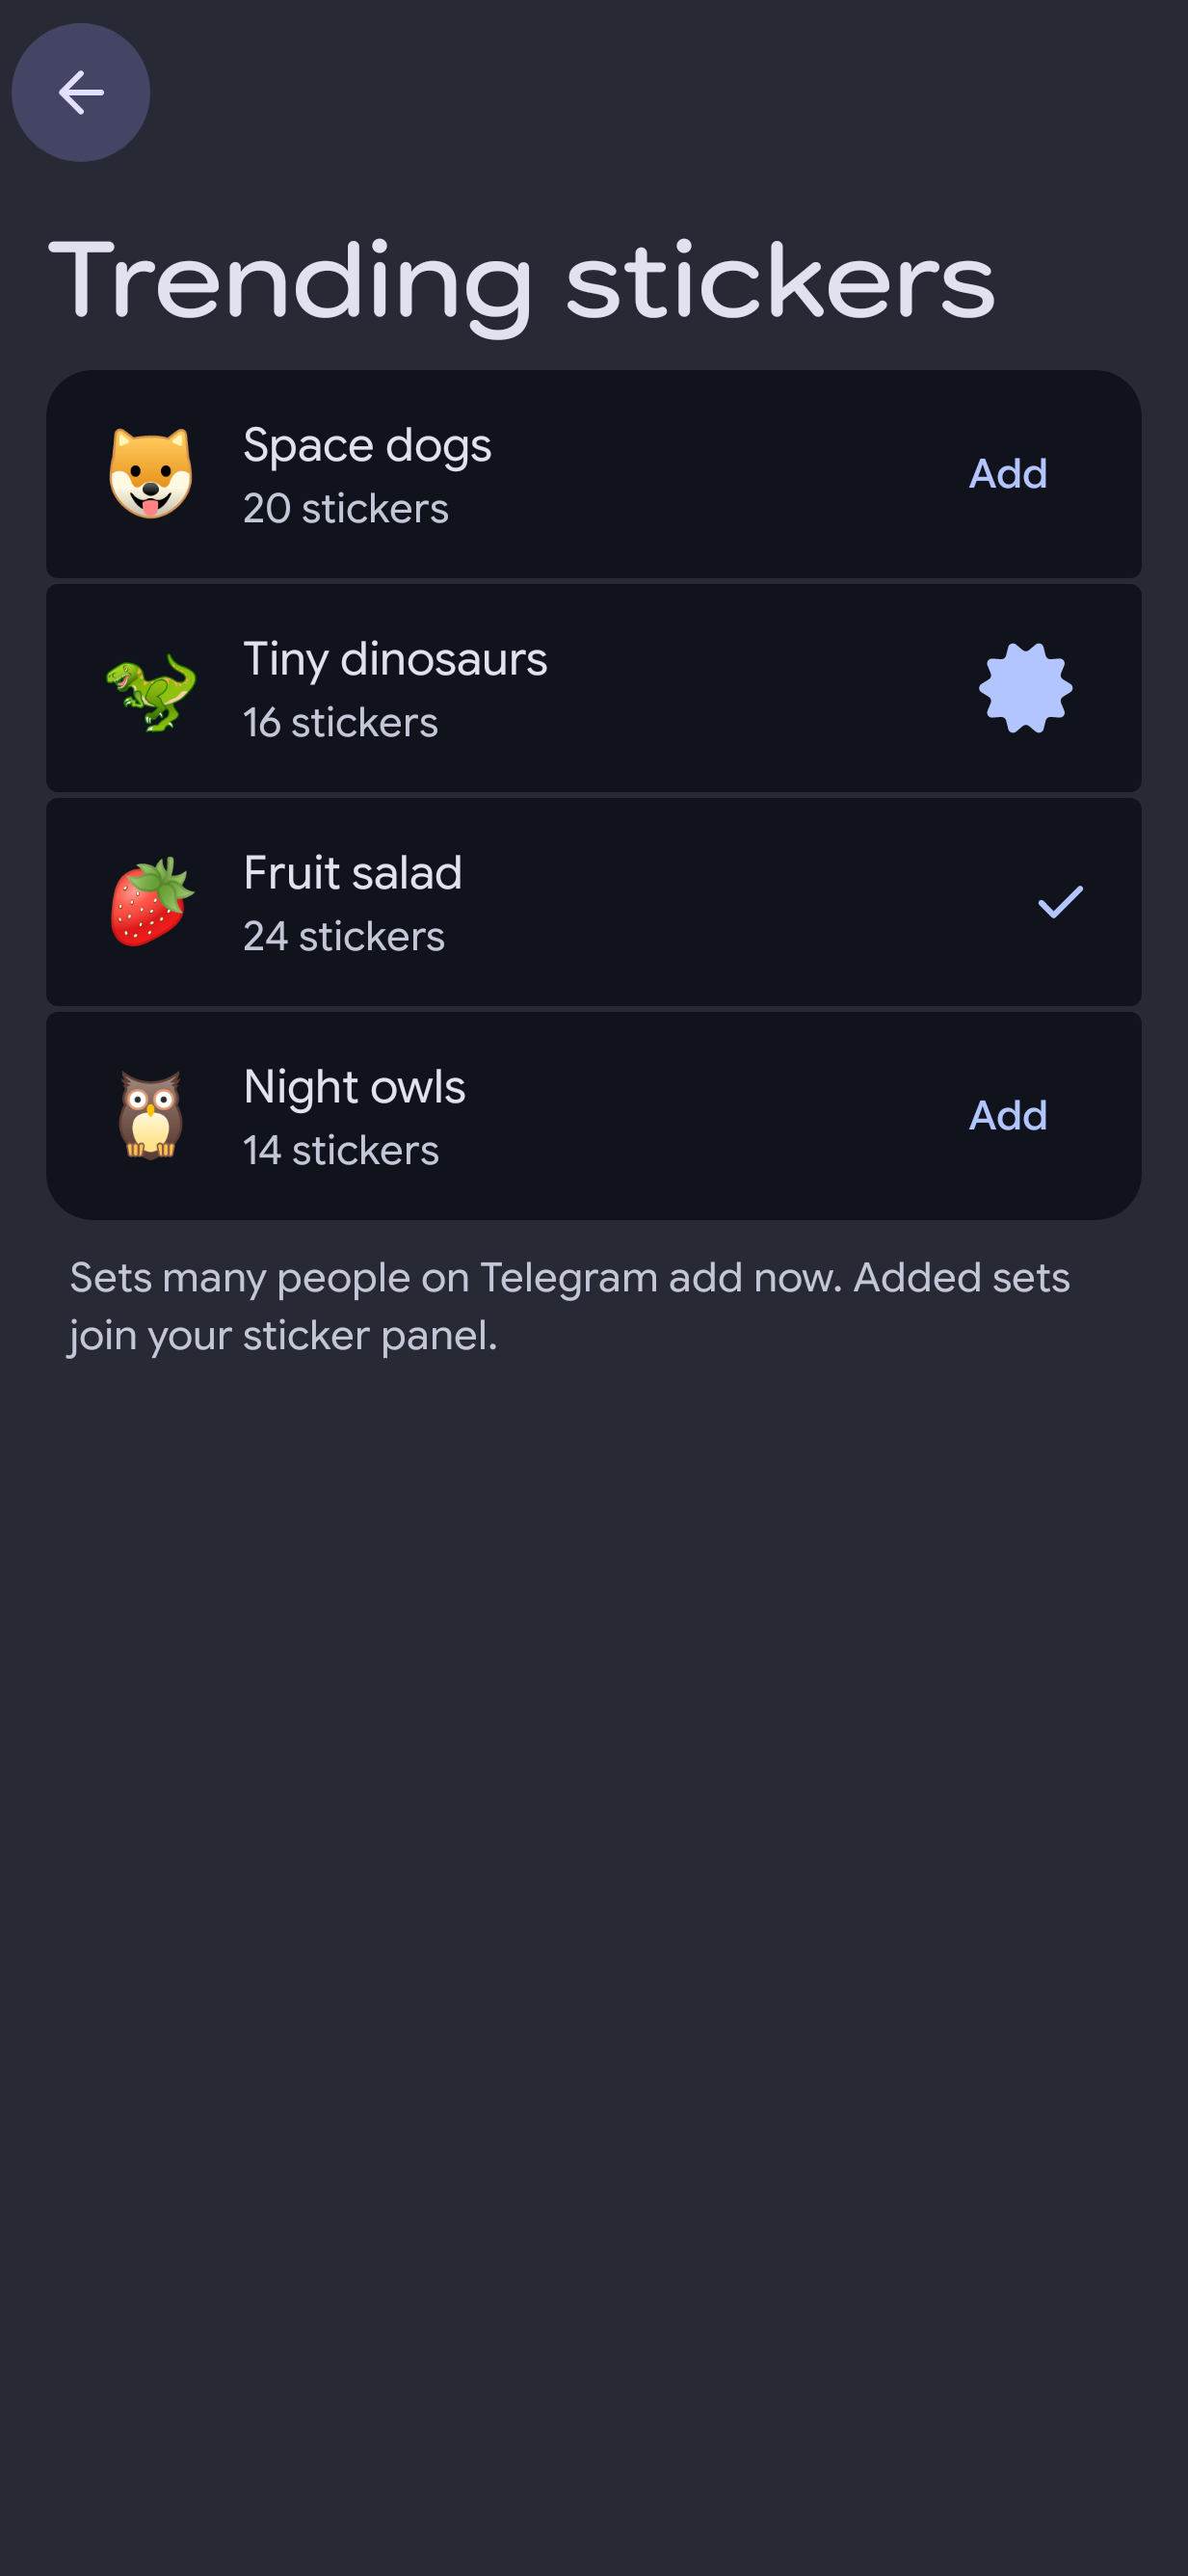 Trending stickers
Space dogs
20 stickers
Add
Tiny dinosaurs
16 stickers
Fruit salad
24 stickers
Night owls
14 stickers
Add
Sets many people on Telegram add now. Added sets
join your sticker panel.